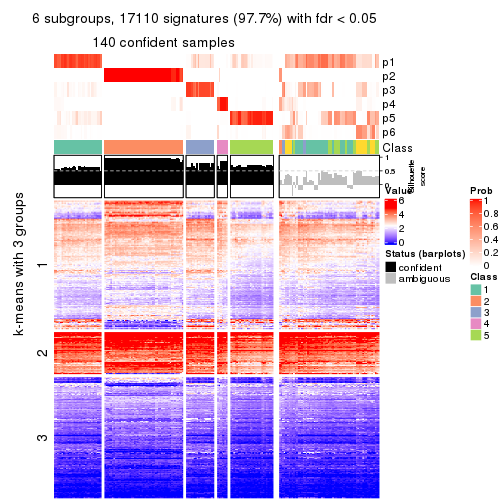 6 subgroups, 17110 signatures (97.7%) with fdr < 0.05
140 confident samples
p1
p2
p3
p4
p5
p6
Class
1
0.5
0
Silhouette
score
k-means with 3 groups
1
2
3
Value
6
4
2
0
Status (barplots)
confident
ambiguous
Prob
1
0.8
0.6
0.4
0.2
0
Class
1
2
3
4
5